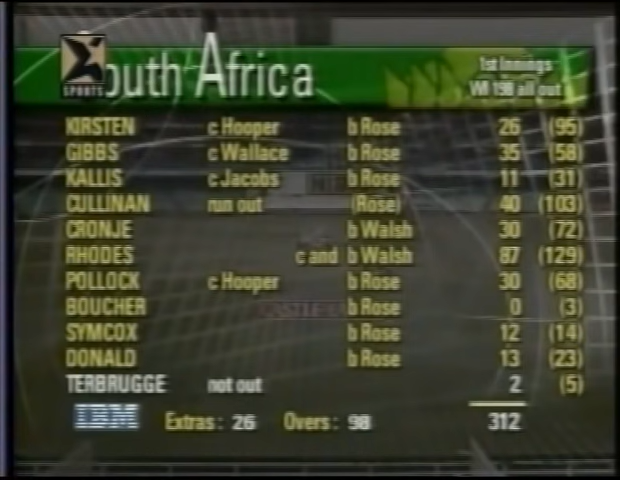 SPORTS
South Africa
1st Innings
WI 198 all out
KIRSTEN c Hooper b Rose 26 (95)
GIBBS c Wallace b Rose 35 (58)
KALLIS c Jacobs b Rose 11 (31)
CULLINAN run out (Rose) 40 (103)
CRONJE b Walsh 30 (72)
RHODES c and b Walsh 87 (129)
POLLOCK c Hooper b Rose 30 (68)
BOUCHER b Rose 0 (3)
SYMCOX b Rose 12 (14)
DONALD b Rose 13 (23)
TERBRUGGE not out 2 (5)
IBM Extras: 26 Overs: 98 312